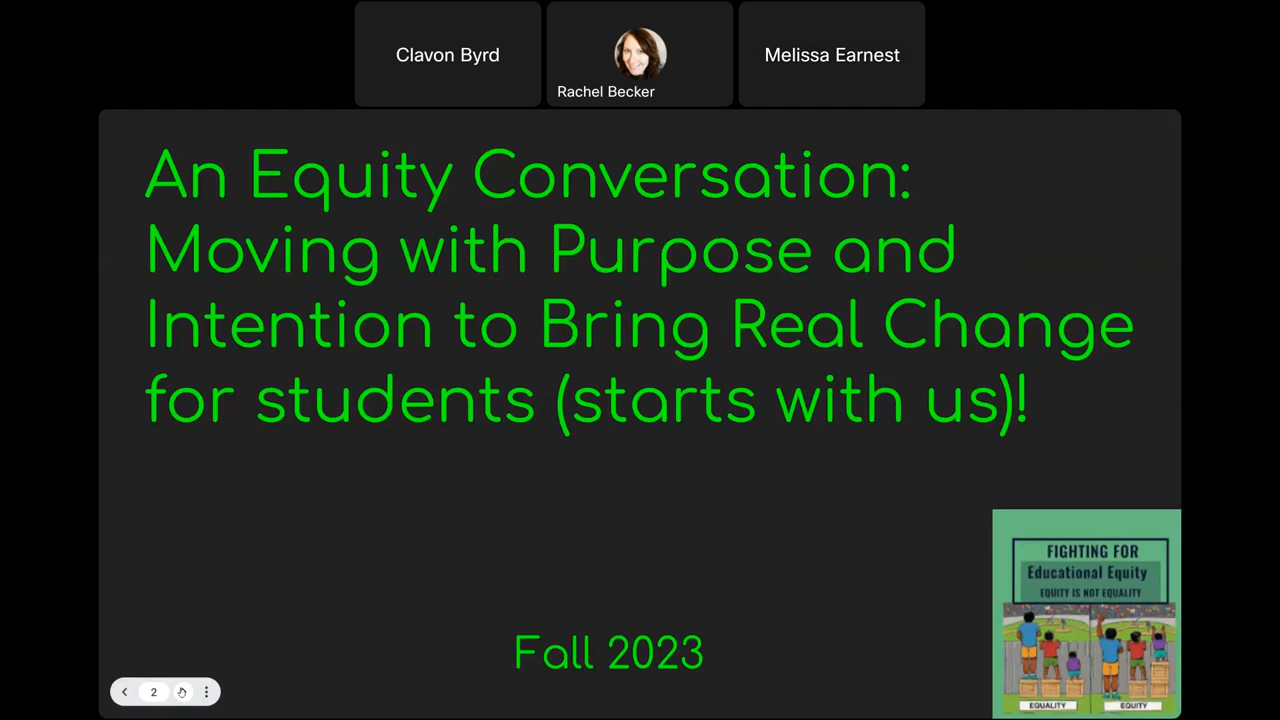 Clavon Byrd
Rachel Becker
Melissa Earnest
An Equity Conversation:
Moving with Purpose and
Intention to Bring Real Change
for students (starts with us)!
FIGHTING FOR
Educational Equity
EQUITY IS NOT EQUALITY
EQUALITY
EQUITY
Fall 2023
2